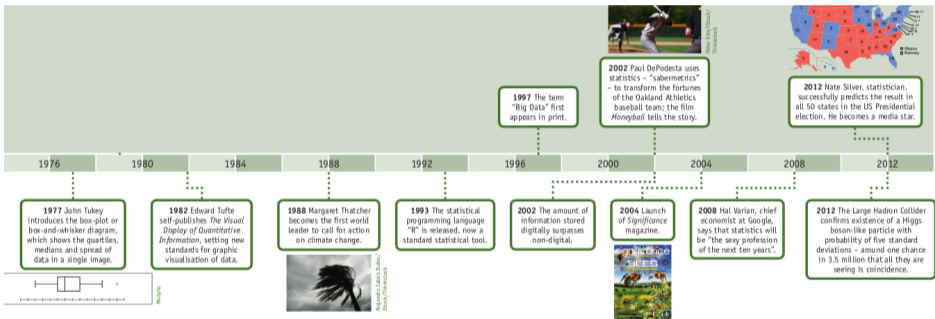 Peter Kim/iStock/
Thinkstock
Obama
Romney
1997 The term
"Big Data" first
appears in print.
2002 Paul DePodesta uses
statistics – "sabermetrics"
– to transform the fortunes
of the Oakland Athletics
baseball team; the film
Moneyball tells the story.
2012 Nate Silver, statistician,
successfully predicts the result in
all 50 states in the US Presidential
election. He becomes a media star.
1976
1980
1984
1988
1992
1996
2000
2004
2008
2012
1977 John Tukey
introduces the box-plot or
box-and-whisker diagram,
which shows the quartiles,
medians and spread of
data in a single image.
1982 Edward Tufte
self-publishes The Visual
Display of Quantitative
Information, setting new
standards for graphic
visualisation of data.
1988 Margaret Thatcher
becomes the first world
leader to call for action
on climate change.
1993 The statistical
programming language
"R" is released, now a
standard statistical tool.
2002 The amount of
information stored
digitally surpasses
non-digital.
2004 Launch
of Significance
magazine.
2008 Hal Varian, chief
economist at Google,
says that statistics will
be "the sexy profession
of the next ten years".
2012 The Large Hadron Collider
confirms existence of a Higgs
boson-like particle with
probability of five standard
deviations – around one chance
in 3.5 million that all they are
seeing is coincidence.
iStock/Thinkstock
significance
BEES